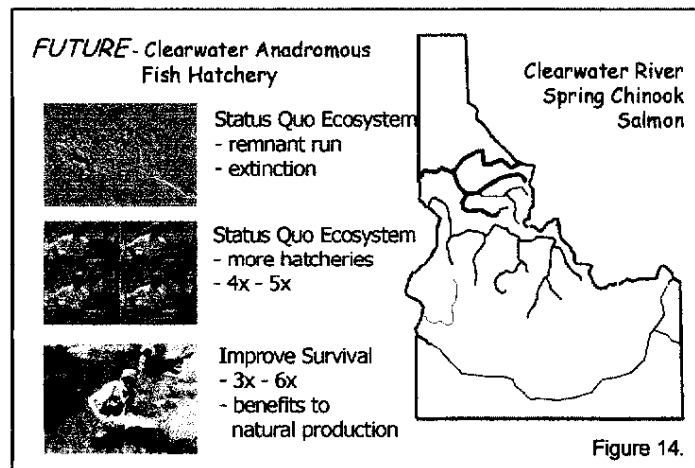 FUTURE - Clearwater Anadromous
Fish Hatchery
Clearwater River
Spring Chinook
Salmon
Status Quo Ecosystem
- remnant run
- extinction
Status Quo Ecosystem
- more hatcheries
- 4x - 5x
Improve Survival
- 3x - 6x
- benefits to
natural production
Figure 14.